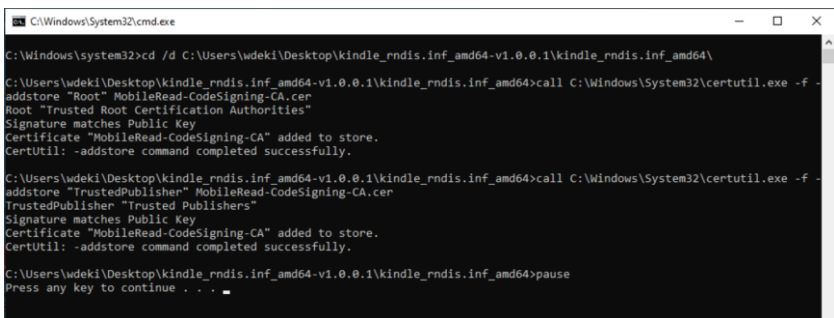 C:\Windows\System32\cmd.exe
C:\Windows\system32>cd /d C:\Users\wdeki\Desktop\kindle_rndis.inf_amd64-v1.0.0.1\kindle_rndis.inf_amd64\
C:\Users\wdeki\Desktop\kindle_rndis.inf_amd64-v1.0.0.1\kindle_rndis.inf_amd64>call C:\Windows\System32\certutil.exe -f -
addstore "Root" MobileRead-CodeSigning-CA.cer
Root "Trusted Root Certification Authorities"
Signature matches Public Key
Certificate "MobileRead-CodeSigning-CA" added to store.
CertUtil: -addstore command completed successfully.
C:\Users\wdeki\Desktop\kindle_rndis.inf_amd64-v1.0.0.1\kindle_rndis.inf_amd64>call C:\Windows\System32\certutil.exe -f -
addstore "TrustedPublisher" MobileRead-CodeSigning-CA.cer
TrustedPublisher "Trusted Publishers"
Signature matches Public Key
Certificate "MobileRead-CodeSigning-CA" added to store.
CertUtil: -addstore command completed successfully.
C:\Users\wdeki\Desktop\kindle_rndis.inf_amd64-v1.0.0.1\kindle_rndis.inf_amd64>pause
Press any key to continue . . .